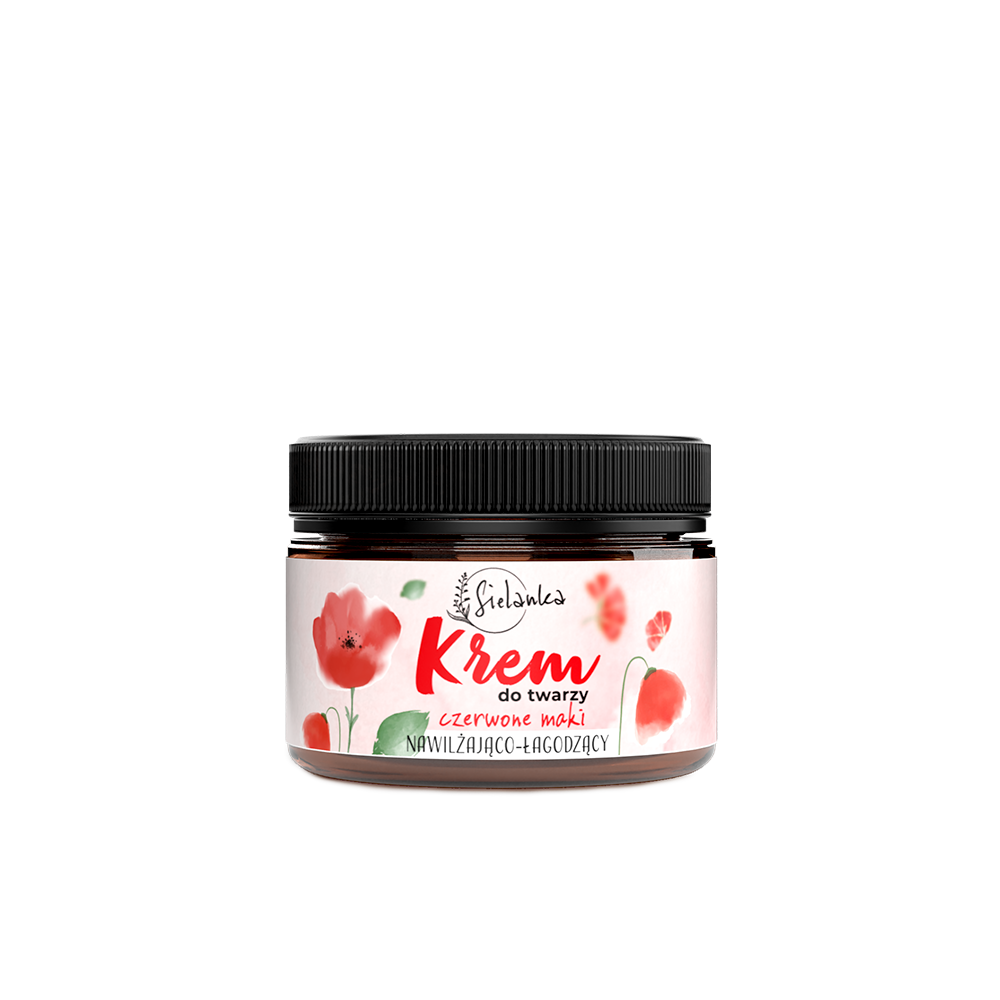 Sielanka
Krem
do twarzy
czerwone maki
NAWILŻAJĄCO-ŁAGODZĄCY